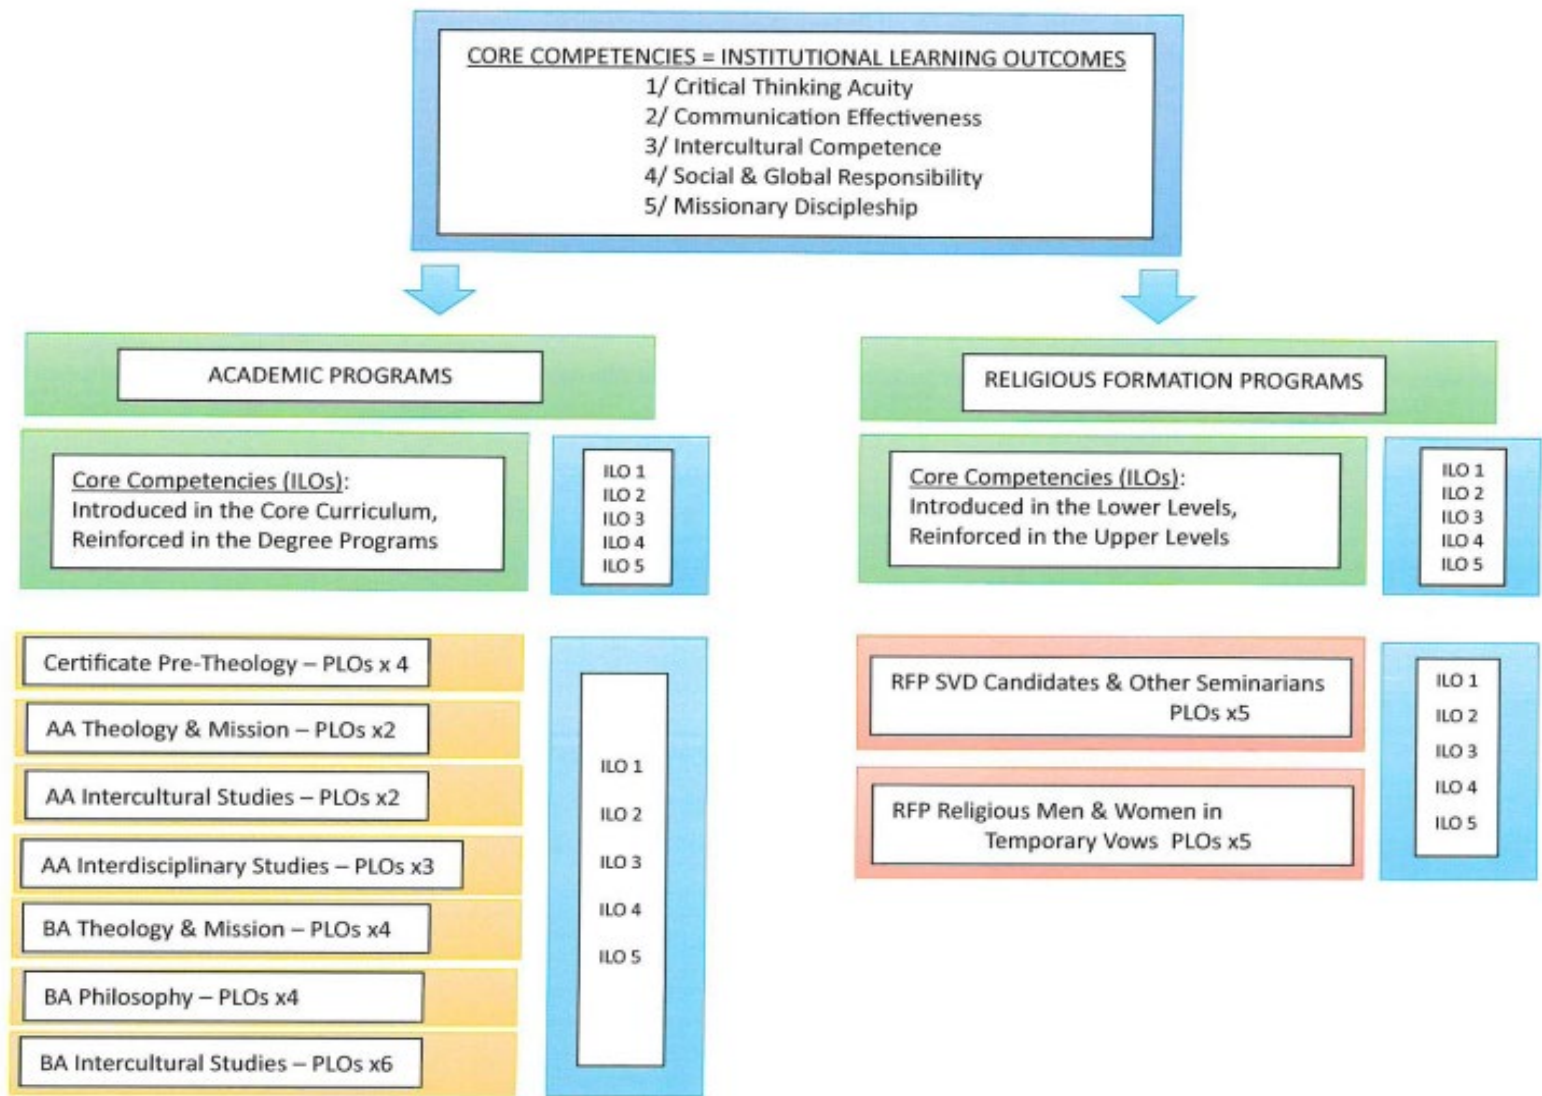 CORE COMPETENCIES = INSTITUTIONAL LEARNING OUTCOMES
1/ Critical Thinking Acuity
2/ Communication Effectiveness
3/ Intercultural Competence
4/ Social & Global Responsibility
5/ Missionary Discipleship
ACADEMIC PROGRAMS
Core Competencies (ILOs):
Introduced in the Core Curriculum,
Reinforced in the Degree Programs
ILO 1
ILO 2
ILO 3
ILO 4
ILO 5
Certificate Pre-Theology – PLOs x 4
AA Theology & Mission – PLOs x2
AA Intercultural Studies – PLOs x2
AA Interdisciplinary Studies – PLOs x3
BA Theology & Mission – PLOs x4
BA Philosophy – PLOs x4
BA Intercultural Studies – PLOs x6
ILO 1
ILO 2
ILO 3
ILO 4
ILO 5
RELIGIOUS FORMATION PROGRAMS
Core Competencies (ILOs):
Introduced in the Lower Levels,
Reinforced in the Upper Levels
ILO 1
ILO 2
ILO 3
ILO 4
ILO 5
RFP SVD Candidates & Other Seminarians
PLOs x5
RFP Religious Men & Women in
Temporary Vows PLOs x5
ILO 1
ILO 2
ILO 3
ILO 4
ILO 5